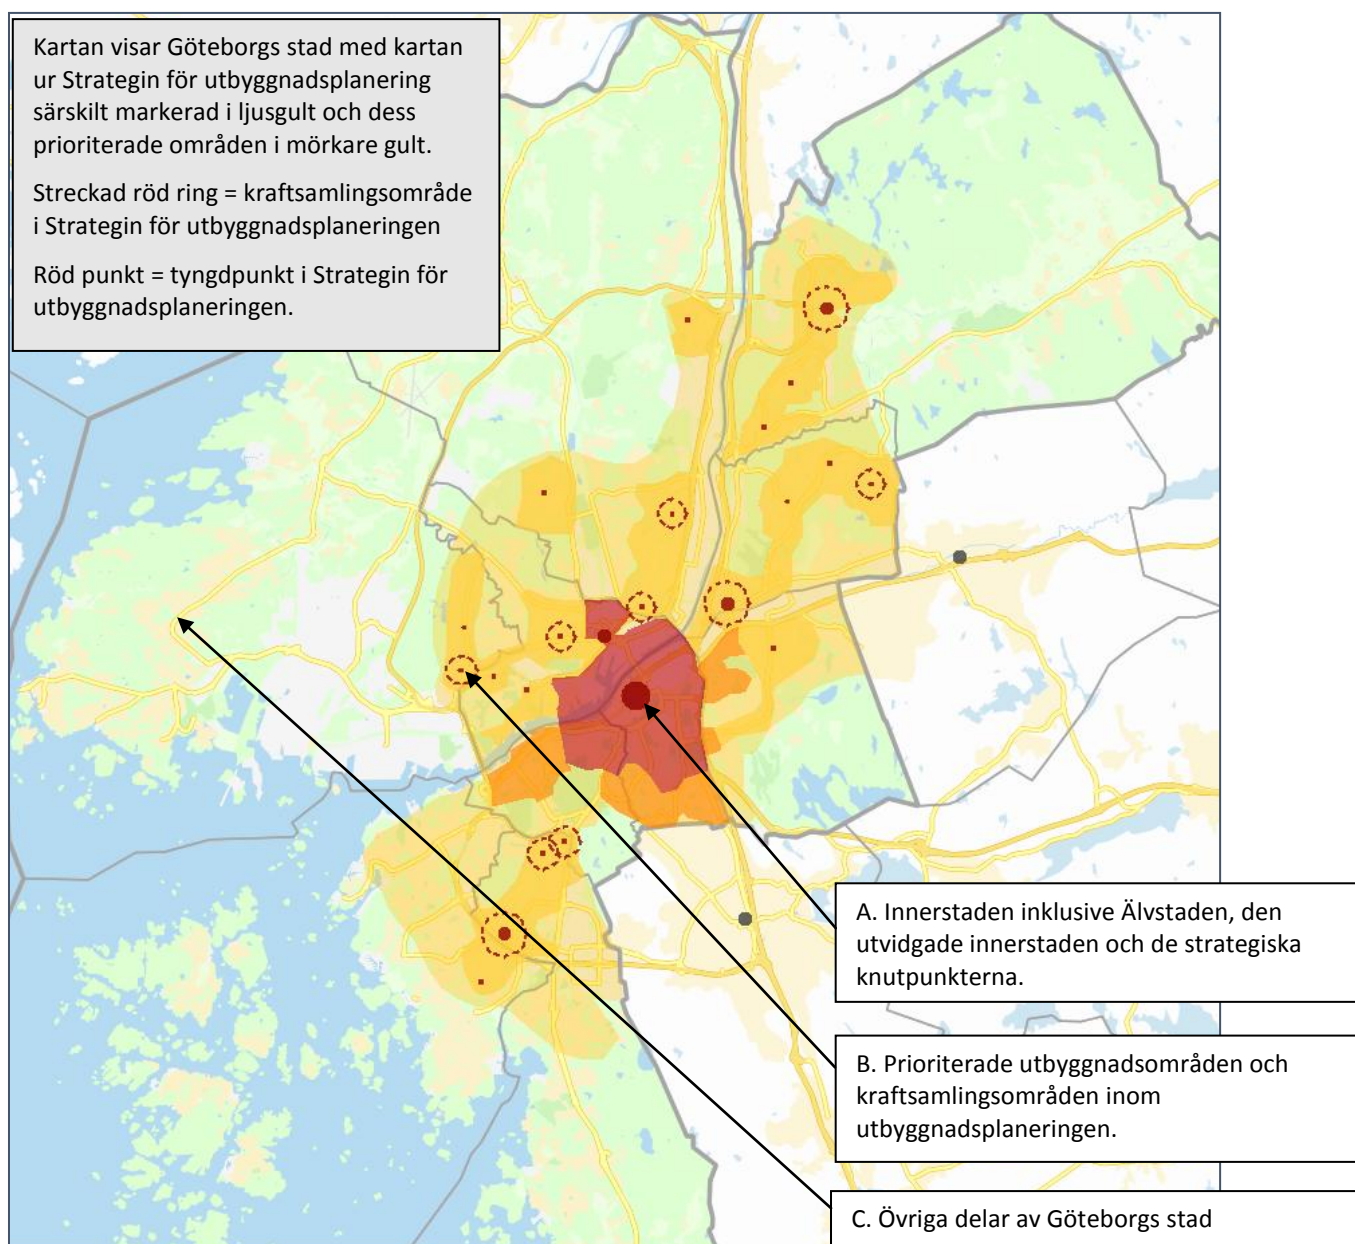 Kartan visar Göteborgs stad med kartan
ur Strategin för utbyggnadsplanering
särskilt markerad i ljusgult och dess
prioriterade områden i mörkare gult.
Streckad röd ring = kraftsamlingsområde
i Strategin för utbyggnadsplaneringen
Röd punkt = tyngdpunkt i Strategin för
utbyggnadsplaneringen.
A. Innerstaden inklusive Älvstaden, den
utvidgade innerstaden och de strategiska
knutpunkterna.
B. Prioriterade utbyggnadsområden och
kraftsamlingsområden inom
utbyggnadsplaneringen.
C. Övriga delar av Göteborgs stad